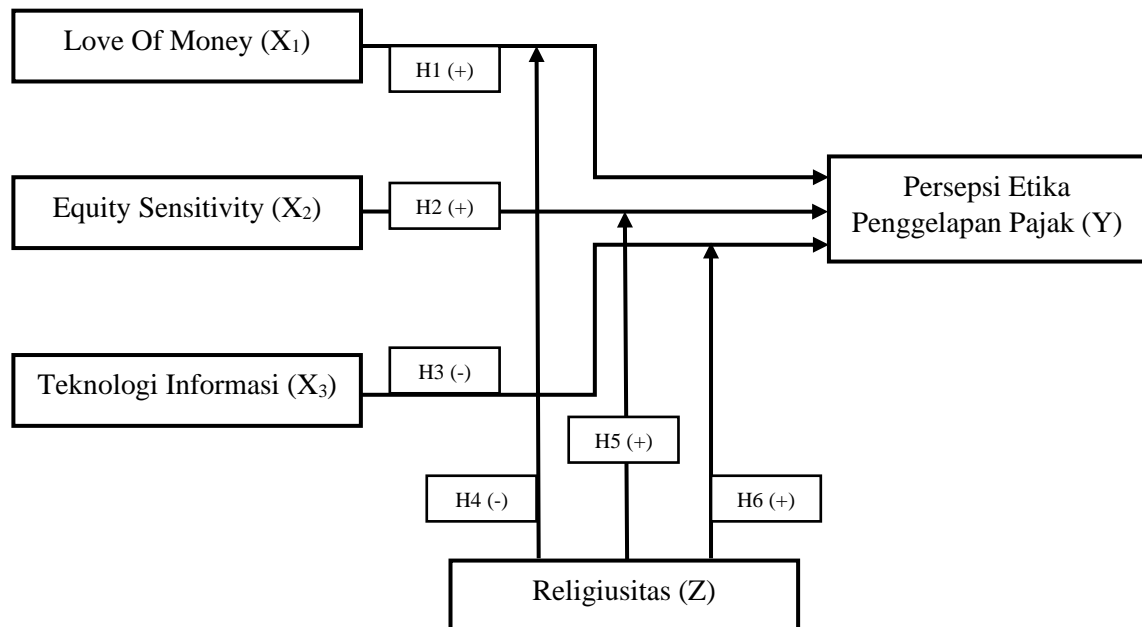 Love Of Money (X₁)
H1 (+)
Equity Sensitivity (X₂)
H2 (+)
Persepsi Etika
Penggelapan Pajak (Y)
Teknologi Informasi (X₃)
H3 (-)
H5 (+)
H4 (-)
H6 (+)
Religiusitas (Z)